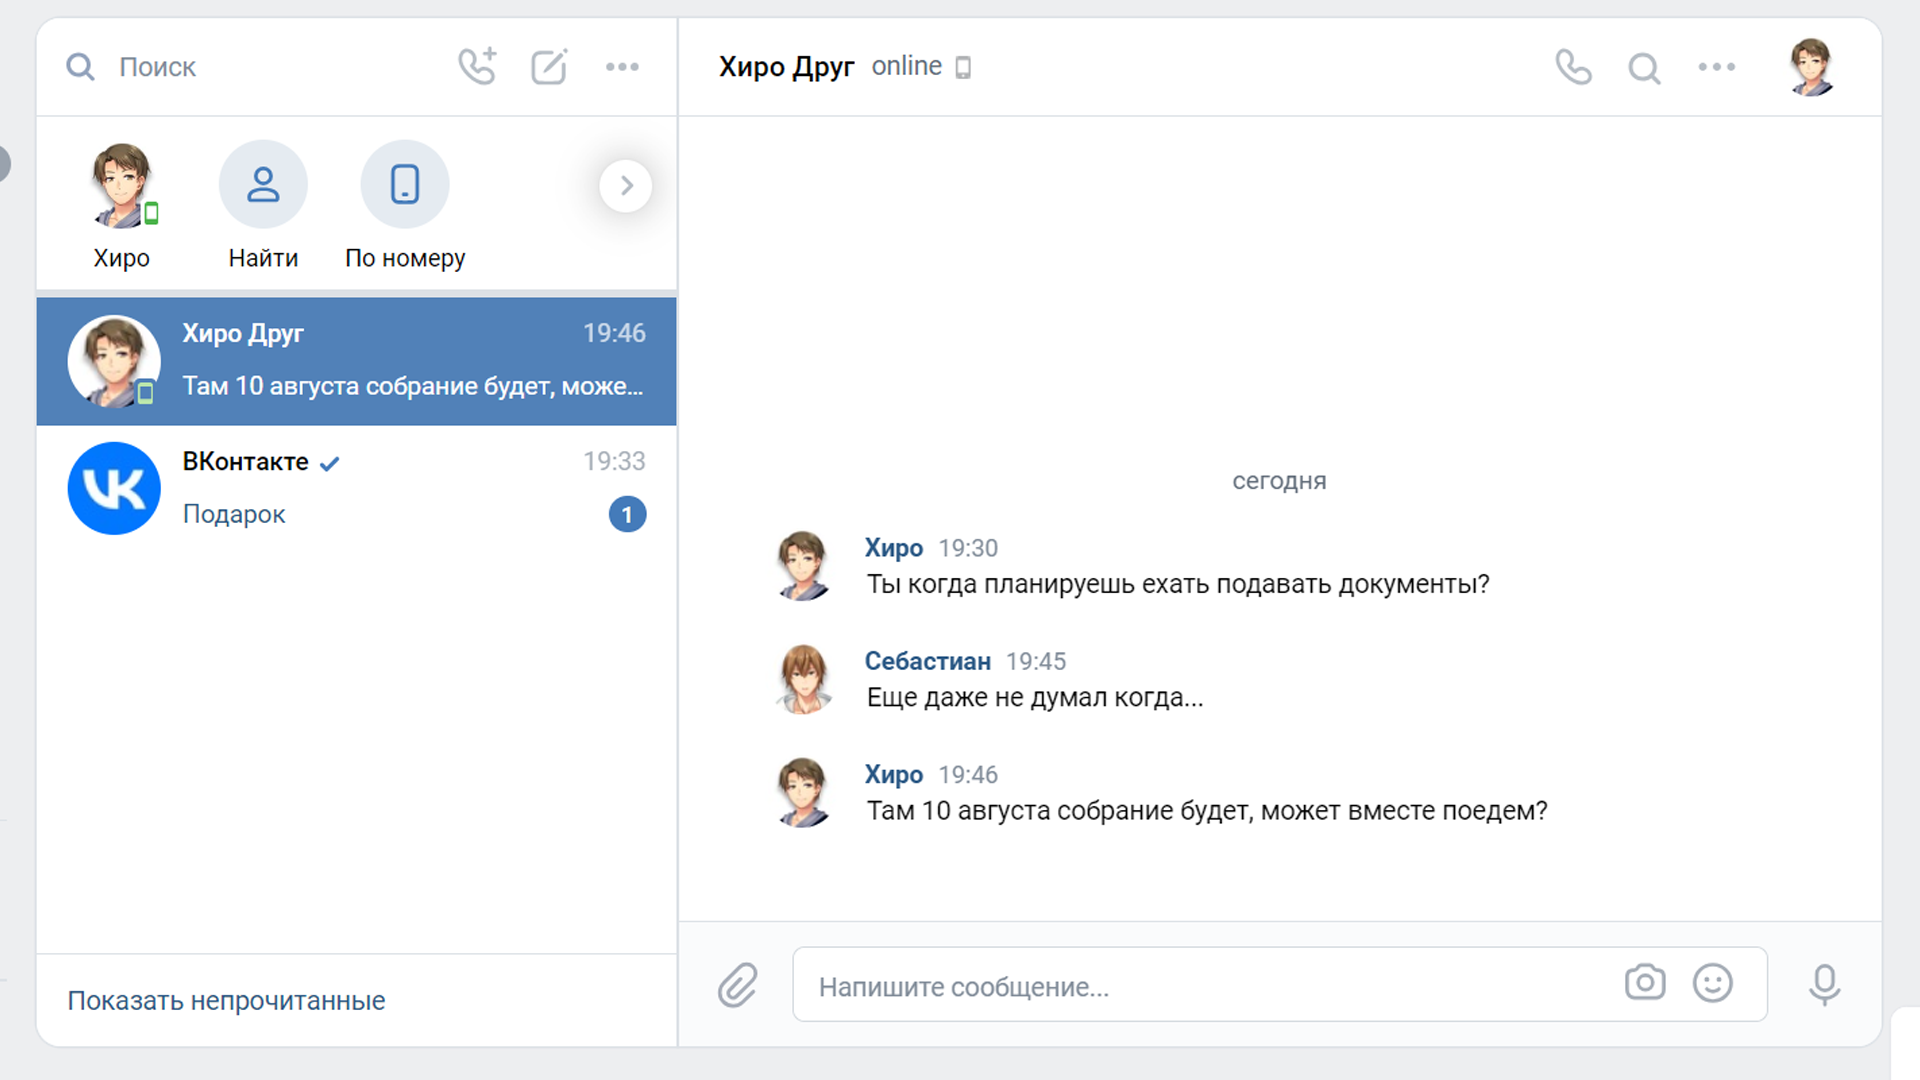 Поиск
Хиро
Найти
По номеру
Хиро Друг 19:46
Там 10 августа собрание будет, може...
ВКонтакте 19:33
Подарок 1
Показать непрочитанные
Хиро Друг online
сегодня
Хиро 19:30
Ты когда планируешь ехать подавать документы?
Себастиан 19:45
Еще даже не думал когда...
Хиро 19:46
Там 10 августа собрание будет, может вместе поедем?
Напишите сообщение...